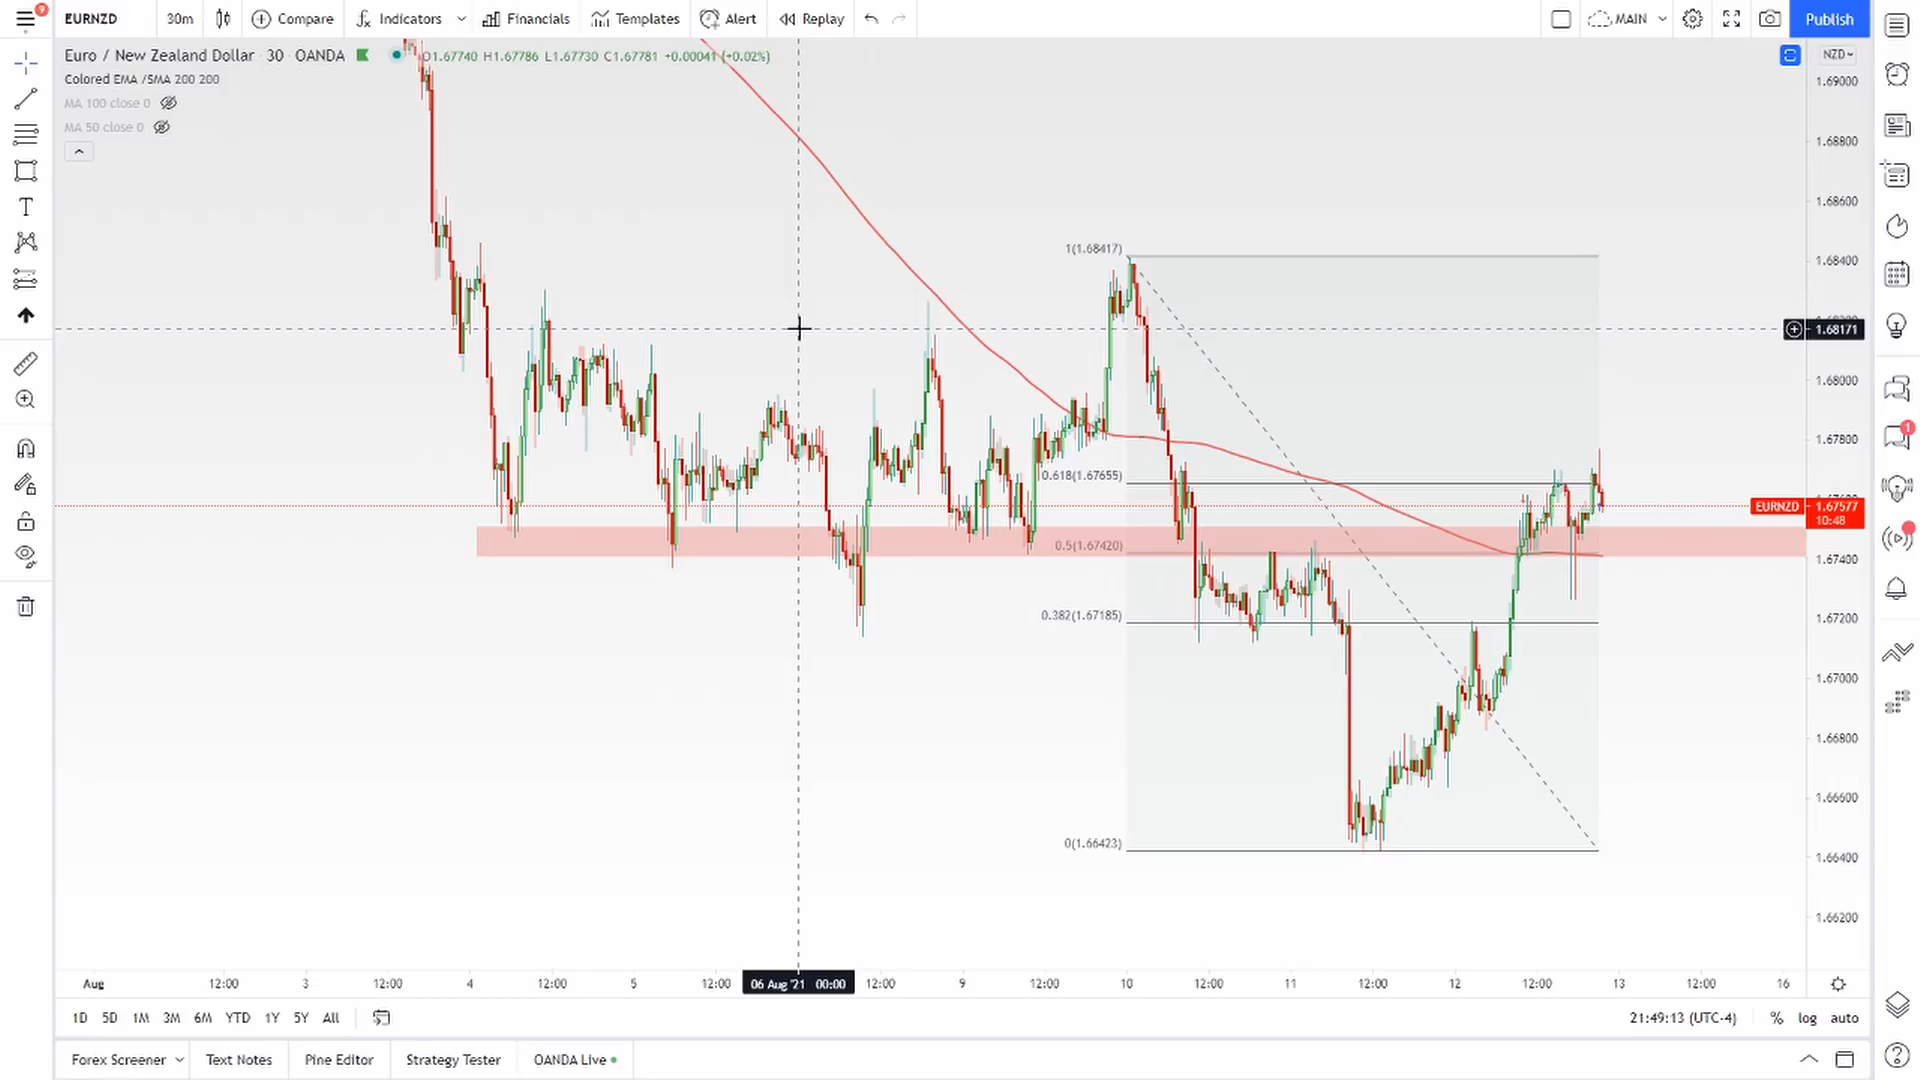 9
EURNZD 30m Compare Indicators Financials Templates Alert Replay MAIN Publish
Euro / New Zealand Dollar · 30 · OANDA O1.67740 H1.67786 L1.67730 C1.67781 +0.00041 (+0.02%)
NZD
Colored EMA /SMA 200 200
MA 100 close 0
MA 50 close 0
1.69000
1.68800
1.68600
1.68400
1.68171
1.68000
1.67800
EURNZD 1.67577
10:48
1.67400
1.67200
1.67000
1.66800
1.66600
1.66400
1.66200
1(1.68417)
0.618(1.67655)
0.5(1.67420)
0.382(1.67185)
0(1.66423)
1
Aug 12:00 3 12:00 4 12:00 5 12:00 06 Aug '21 00:00 12:00 9 12:00 10 12:00 11 12:00 12 12:00 13 12:00 16
1D 5D 1M 3M 6M YTD 1Y 5Y All 21:49:13 (UTC-4) % log auto
Forex Screener Text Notes Pine Editor Strategy Tester OANDA Live